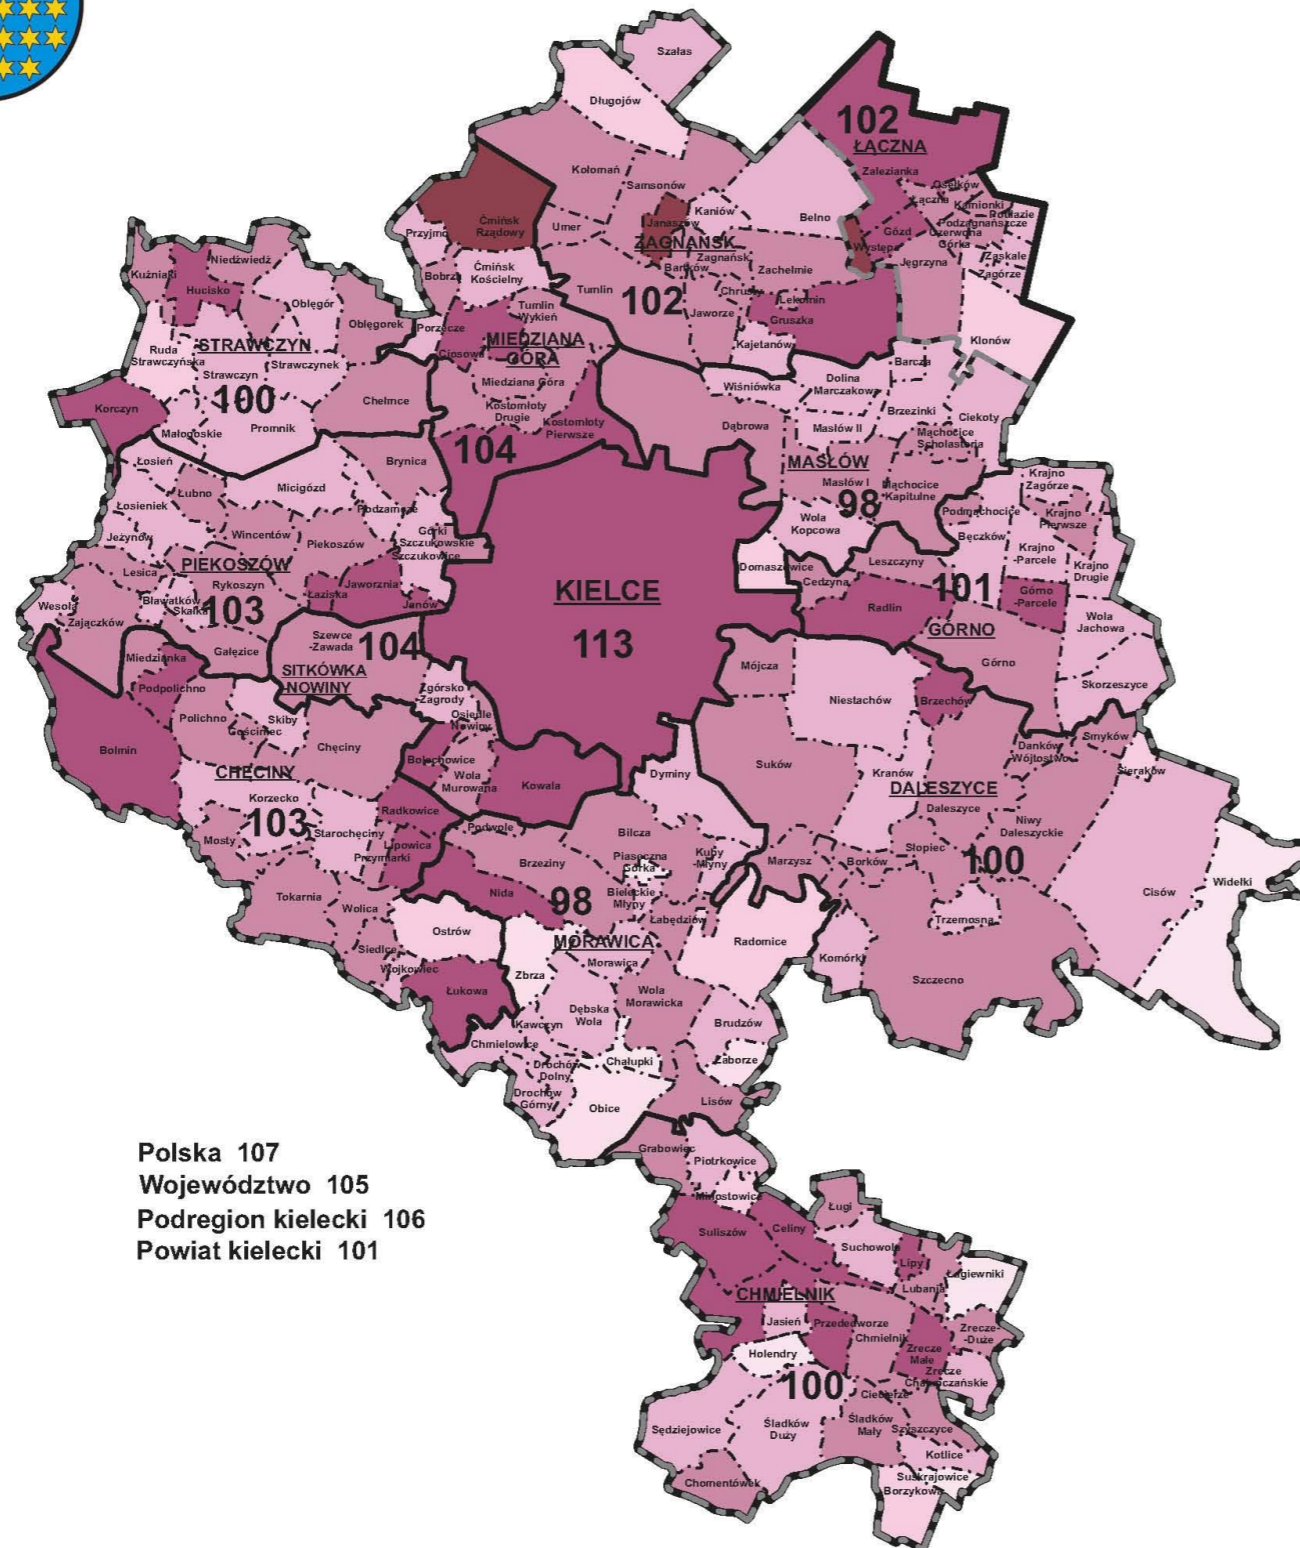 Szałas
Długojów
102
ŁĄCZNA
Zalezianka
Kołomań
Samsonów
Osełków
Łączna
Kamionki
Podłazie
Podzagnańszcze
Czerwona
Górka
Kaniów
Belno
Janaszów
Gózd
Występa
Jęgrzyna
Zaskale
Zagórze
Ćmińsk
Rządowy
Umer
Przyjmo
ZAGNAŃSK
Zagnańsk
Bartków
Zachełmie
Niedźwiedź
Kuźniaki
Hucisko
Bobrza
Ćmińsk
Kościelny
Tumlin
102
Chrusty
Lekomin
Gruszka
Jaworze
Kajetanów
Klonów
Oblęgór
Oblęgorek
Tumlin
Wykień
Porzecze
Ciosowa
MIEDZIANA
GÓRA
Miedziana Góra
STRAWCZYN
Ruda
Strawczyńska
Strawczynek
Strawczyn
100
Korczyn
Małogoskie
Promnik
Chełmce
Kostomłoty
Drugie
Kostomłoty
Pierwsze
104
Dąbrowa
Wiśniówka
Dolina
Marczakowa
Barcza
Brzezinki
Ciekoty
Masłów II
Mąchocice
Scholasteria
MASŁÓW
Masłów I
98
Mąchocice
Kapitulne
Wola
Kopcowa
Krajno
Zagórze
Podmąchocice
Krajno
Pierwsze
Bęczków
Krajno
-Parcele
Krajno
Drugie
Łosień
Łubno
Micigózd
Brynica
Łosieniek
Podzamcze
Jeżynów
Wincentów
Piekoszów
Górki
Szczukowskie
Szczukowice
PIEKOSZÓW
Lesica
Rykoszyn
Bławatków
Skałka
103
Łaziska
Jaworznia
Janów
Wesoła
Zajączków
Gałęzice
KIELCE
113
Domaszowice
Cedzyna
Leszczyny
Radlin
101
GÓRNO
Górno
-Parcele
Górno
Wola
Jachowa
Skorzeszyce
Szewce
-Zawada
104
SITKÓWKA
-NOWINY
Zgórsko
Zagrody
Osiedle
Nowiny
Miedzianka
Podpolichno
Polichno
Gościniec
Skiby
Chęciny
Bolmin
CHĘCINY
Korzecko
103
Mosty
Starochęciny
Przymiarki
Lipowica
Radkowice
Bolechowice
Wola
Murowana
Kowala
Tokarnia
Wolica
Siedlce
Wojkowiec
Ostrów
Łukowa
Mójcza
Niestachów
Brzechów
Suków
Kranów
DALESZYCE
Daleszyce
Danków
Wójtostwo
Smyków
Sieraków
Niwy
Daleszyckie
Słopiec
Borków
100
Marzysz
Trzemosna
Cisów
Widełki
Komórki
Szczecno
Dyminy
Podwole
Bilcza
Brzeziny
Piaseczna
Górka
Kuby
-Młyny
Nida
98
Bieleckie
Młyny
Łabędziów
MORAWICA
Morawica
Radomice
Zbrza
Wola
Morawicka
Dębska
Wola
Kawczyn
Chmielowice
Brudzów
Zaborze
Chałupki
Drochów
Dolny
Drochów
Górny
Obice
Lisów
Polska 107
Województwo 105
Podregion kielecki 106
Powiat kielecki 101
Grabowiec
Piotrkowice
Minostowice
Ługi
Suliszów
Celiny
Suchowola
Lipy
Łagiewniki
Lubania
CHMIELNIK
Jasień
Przededworze
Chmielnik
Zrecze
-Duże
Holendry
Zrecze
Małe
Zrecze
Chałupczańskie
100
Ciecierze
Sędziejowice
Śladków
Duży
Śladków
Mały
Szyszczyce
Kotlice
Chomentówek
Suskrajowice
Borzykowa